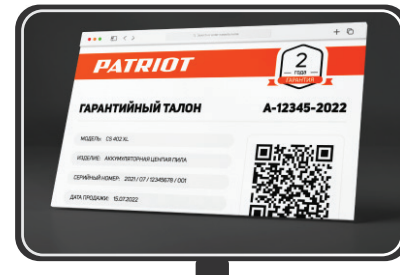 PATRIOT
2
ГОДА
ГАРАНТИЯ
ГАРАНТИЙНЫЙ ТАЛОН
A-12345-2022
МОДЕЛЬ: CS 402 XL
ИЗДЕЛИЕ: АККУМУЛЯТОРНАЯ ЦЕПНАЯ ПИЛА
СЕРИЙНЫЙ НОМЕР: 2021 / 07 / 12345678 / 001
ДАТА ПРОДАЖИ: 15.07.2022